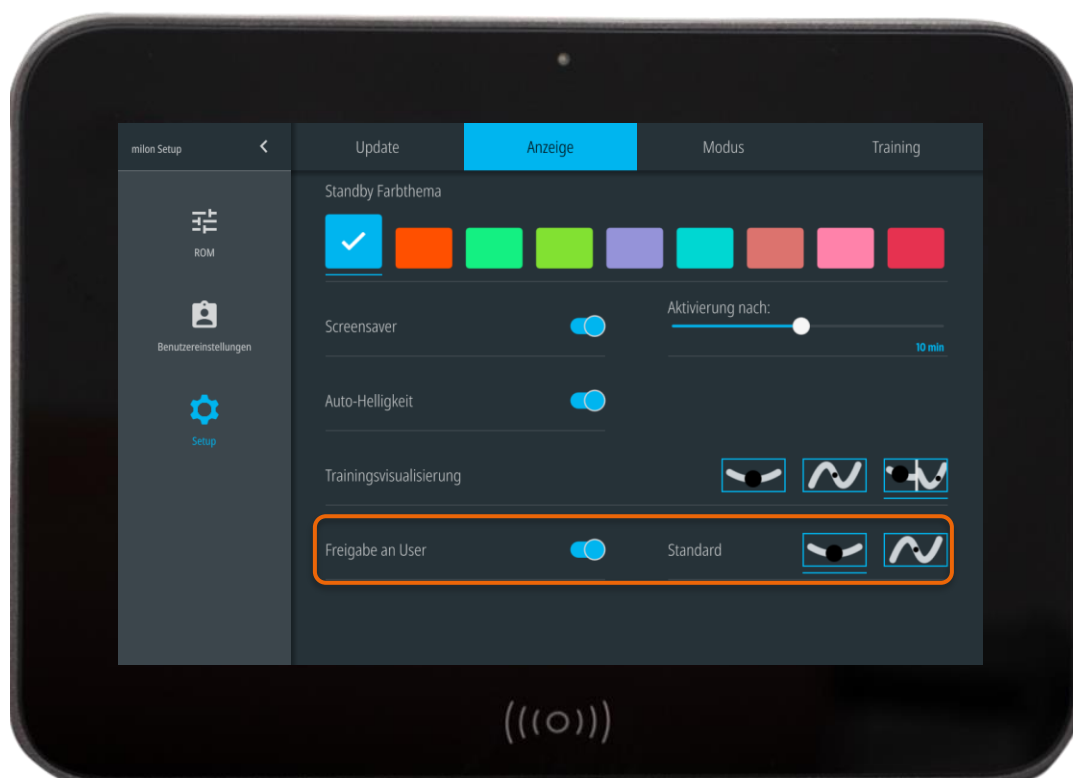 milon Setup
Update
Anzeige
Modus
Training
ROM
Benutzereinstellungen
Setup
Standby Farbthema
Screensaver
Aktivierung nach:
10 min
Auto-Helligkeit
Trainingsvisualisierung
Freigabe an User
Standard